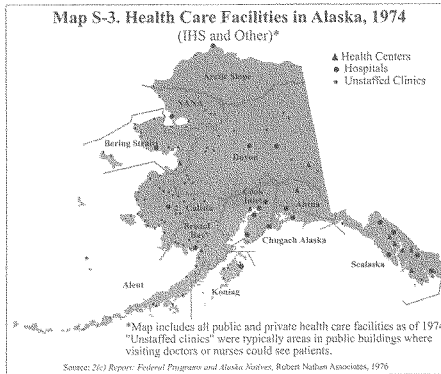 Map S-3. Health Care Facilities in Alaska, 1974
(IHS and Other)*
Health Centers
Hospitals
Unstaffed Clinics
Arctic Slope
NANA
Bering Strait
Doyon
Cook
Inlet
Ahtna
Calista
Bristol
Bay
Chugach Alaska
Sealaska
Aleut
Koniag
*Map includes all public and private health care facilities as of 1974
"Unstaffed clinics" were typically areas in public buildings where
visiting doctors or nurses could see patients.
Source: 2(c) Report: Federal Programs and Alaska Natives, Robert Nathan Associates, 1976